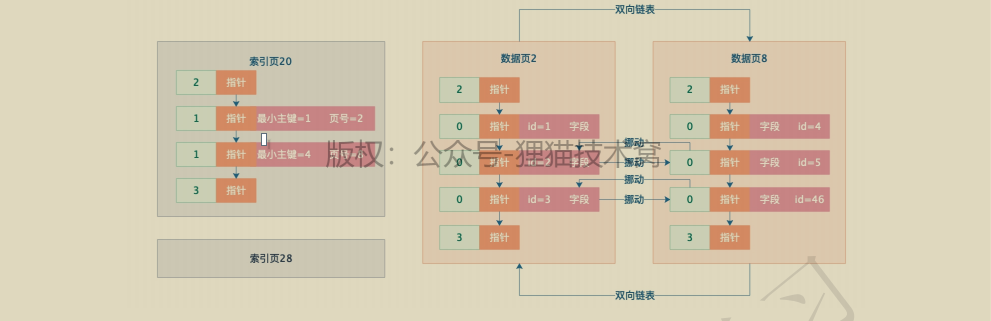 双向链表
索引页20
2 指针
1 指针 最小主键=1 页号=2
1 指针 最小主键=4
3 指针
索引页28
数据页2
2 指针
0 指针 id=1 字段
0 指针 id=2 字段
0 指针 id=3 字段
3 指针
挪动
挪动
挪动
挪动
数据页8
2 指针
0 指针 字段 id=4
0 指针 字段 id=5
0 指针 字段 id=46
3 指针
双向链表
版权：公众号-狸猫技术窝